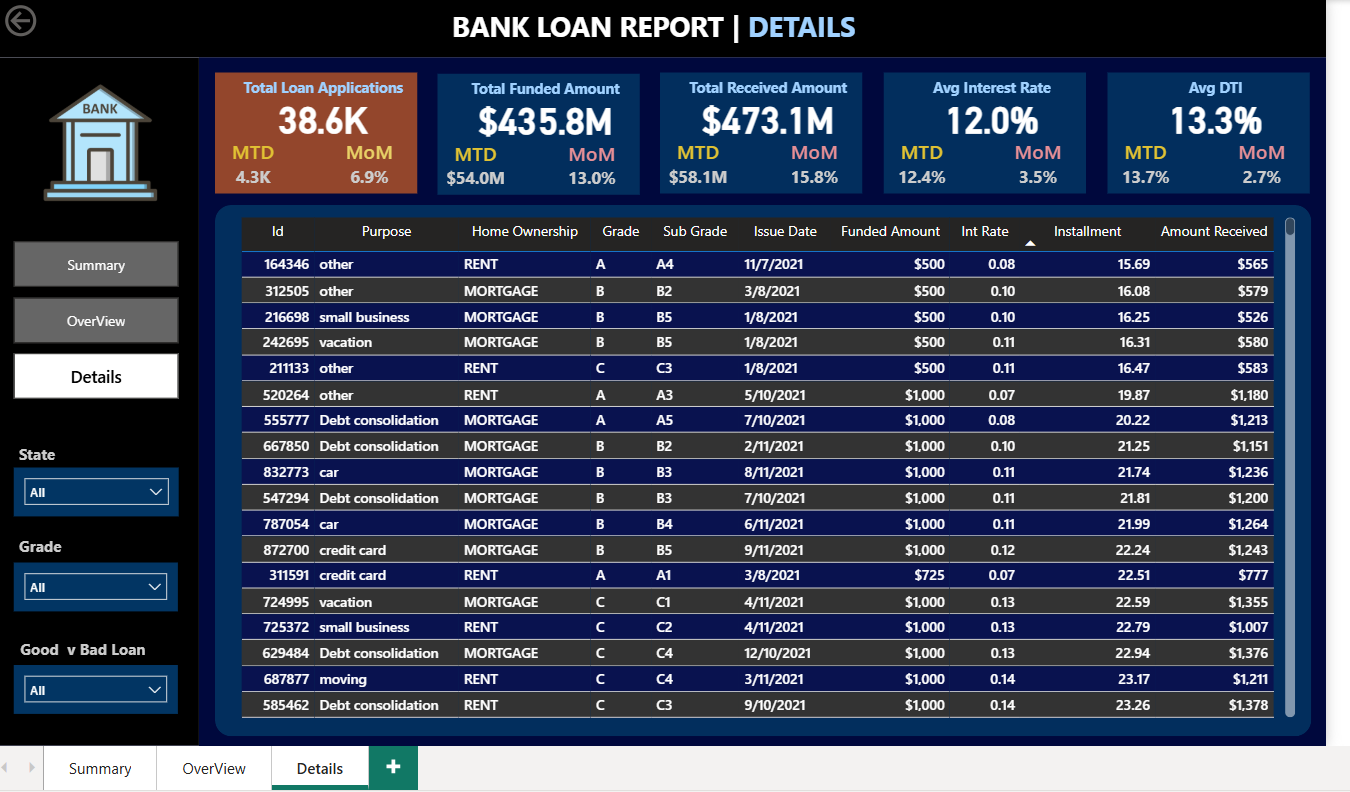 BANK LOAN REPORT | DETAILS
BANK
Total Loan Applications
38.6K
MTD MoM
4.3K 6.9%
Total Funded Amount
$435.8M
MTD MoM
$54.0M 13.0%
Total Received Amount
$473.1M
MTD MoM
$58.1M 15.8%
Avg Interest Rate
12.0%
MTD MoM
12.4% 3.5%
Avg DTI
13.3%
MTD MoM
13.7% 2.7%
Summary
OverView
Details
State
All
Grade
All
Good v Bad Loan
All
Id Purpose Home Ownership Grade Sub Grade Issue Date Funded Amount Int Rate Installment Amount Received
164346 other RENT A A4 11/7/2021 $500 0.08 15.69 $565
312505 other MORTGAGE B B2 3/8/2021 $500 0.10 16.08 $579
216698 small business MORTGAGE B B5 1/8/2021 $500 0.10 16.25 $526
242695 vacation MORTGAGE B B5 1/8/2021 $500 0.11 16.31 $580
211133 other RENT C C3 1/8/2021 $500 0.11 16.47 $583
520264 other RENT A A3 5/10/2021 $1,000 0.07 19.87 $1,180
555777 Debt consolidation MORTGAGE A A5 7/10/2021 $1,000 0.08 20.22 $1,213
667850 Debt consolidation MORTGAGE B B2 2/11/2021 $1,000 0.10 21.25 $1,151
832773 car MORTGAGE B B3 8/11/2021 $1,000 0.11 21.74 $1,236
547294 Debt consolidation MORTGAGE B B3 7/10/2021 $1,000 0.11 21.81 $1,200
787054 car MORTGAGE B B4 6/11/2021 $1,000 0.11 21.99 $1,264
872700 credit card MORTGAGE B B5 9/11/2021 $1,000 0.12 22.24 $1,243
311591 credit card RENT A A1 3/8/2021 $725 0.07 22.51 $777
724995 vacation MORTGAGE C C1 4/11/2021 $1,000 0.13 22.59 $1,355
725372 small business RENT C C2 4/11/2021 $1,000 0.13 22.79 $1,007
629484 Debt consolidation MORTGAGE C C4 12/10/2021 $1,000 0.13 22.94 $1,376
687877 moving RENT C C4 3/11/2021 $1,000 0.14 23.17 $1,211
585462 Debt consolidation RENT C C3 9/10/2021 $1,000 0.14 23.26 $1,378
Summary OverView Details +